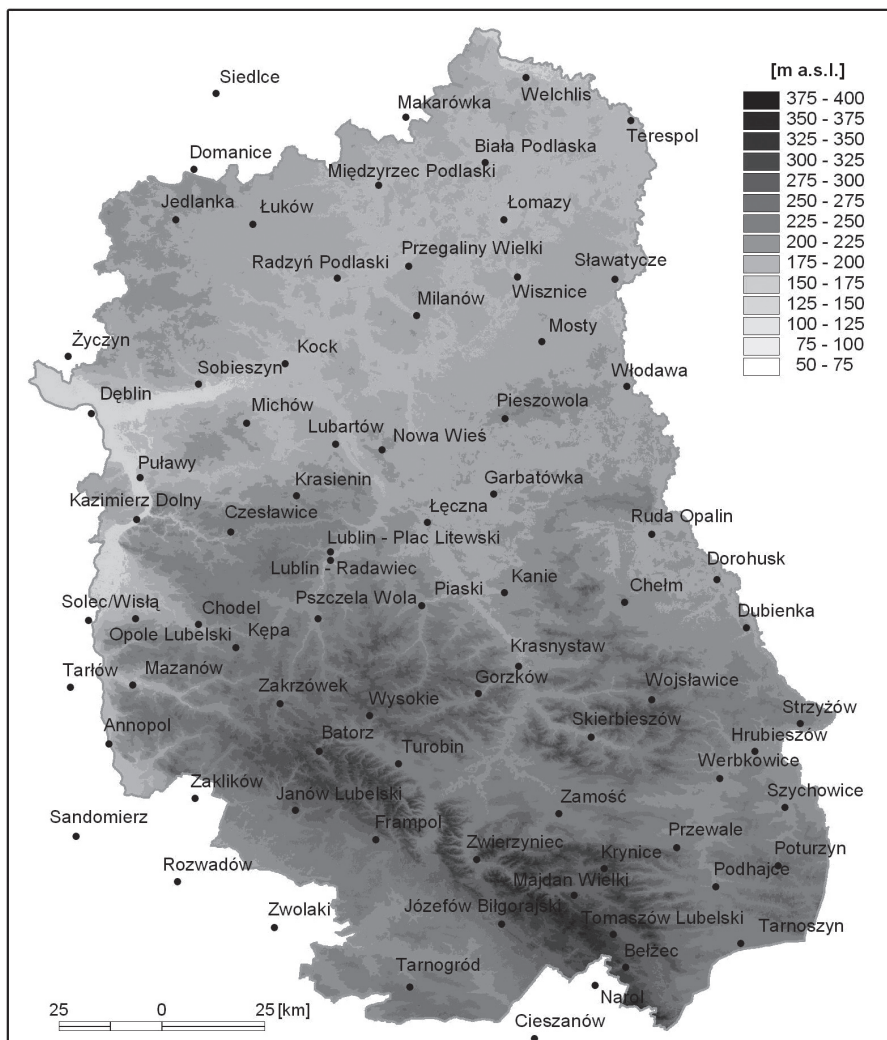 Siedlce
[m a.s.l.]
375 - 400
350 - 375
325 - 350
300 - 325
275 - 300
250 - 275
225 - 250
200 - 225
175 - 200
150 - 175
125 - 150
100 - 125
75 - 100
50 - 75
Welchlis
Makarówka
Terespol
Domanice
Biała Podlaska
Międzyrzec Podlaski
Jedlanka
Łuków
Łomazy
Radzyń Podlaski
Przegaliny Wielki
Sławatycze
Wisznice
Milanów
Mosty
Życzyn
Kock
Sobieszyn
Włodawa
Dęblin
Michów
Pieszowola
Lubartów
Nowa Wieś
Puławy
Krasienin
Garbatówka
Kazimierz Dolny
Czesławice
Łęczna
Ruda Opalin
Lublin - Plac Litewski
Lublin - Radawiec
Dorohusk
Pszczela Wola
Piaski
Kanie
Chełm
Solec/Wisłą
Chodel
Opole Lubelski
Kępa
Dubienka
Krasnystaw
Tarłów
Mazanów
Zakrzówek
Wysokie
Gorzków
Wojsławice
Strzyżów
Annopol
Batorz
Turobin
Skierbieszów
Hrubieszów
Werbkowice
Zaklików
Janów Lubelski
Zamość
Szychowice
Sandomierz
Frampol
Zwierzyniec
Krynice
Przewale
Poturzyn
Rozwadów
Majdan Wielki
Podhajce
Zwolaki
Józefów Biłgorajski
Tomaszów Lubelski
Tarnoszyn
Bełżec
Tarnogród
Narol
Cieszanów
25 0 25 [km]